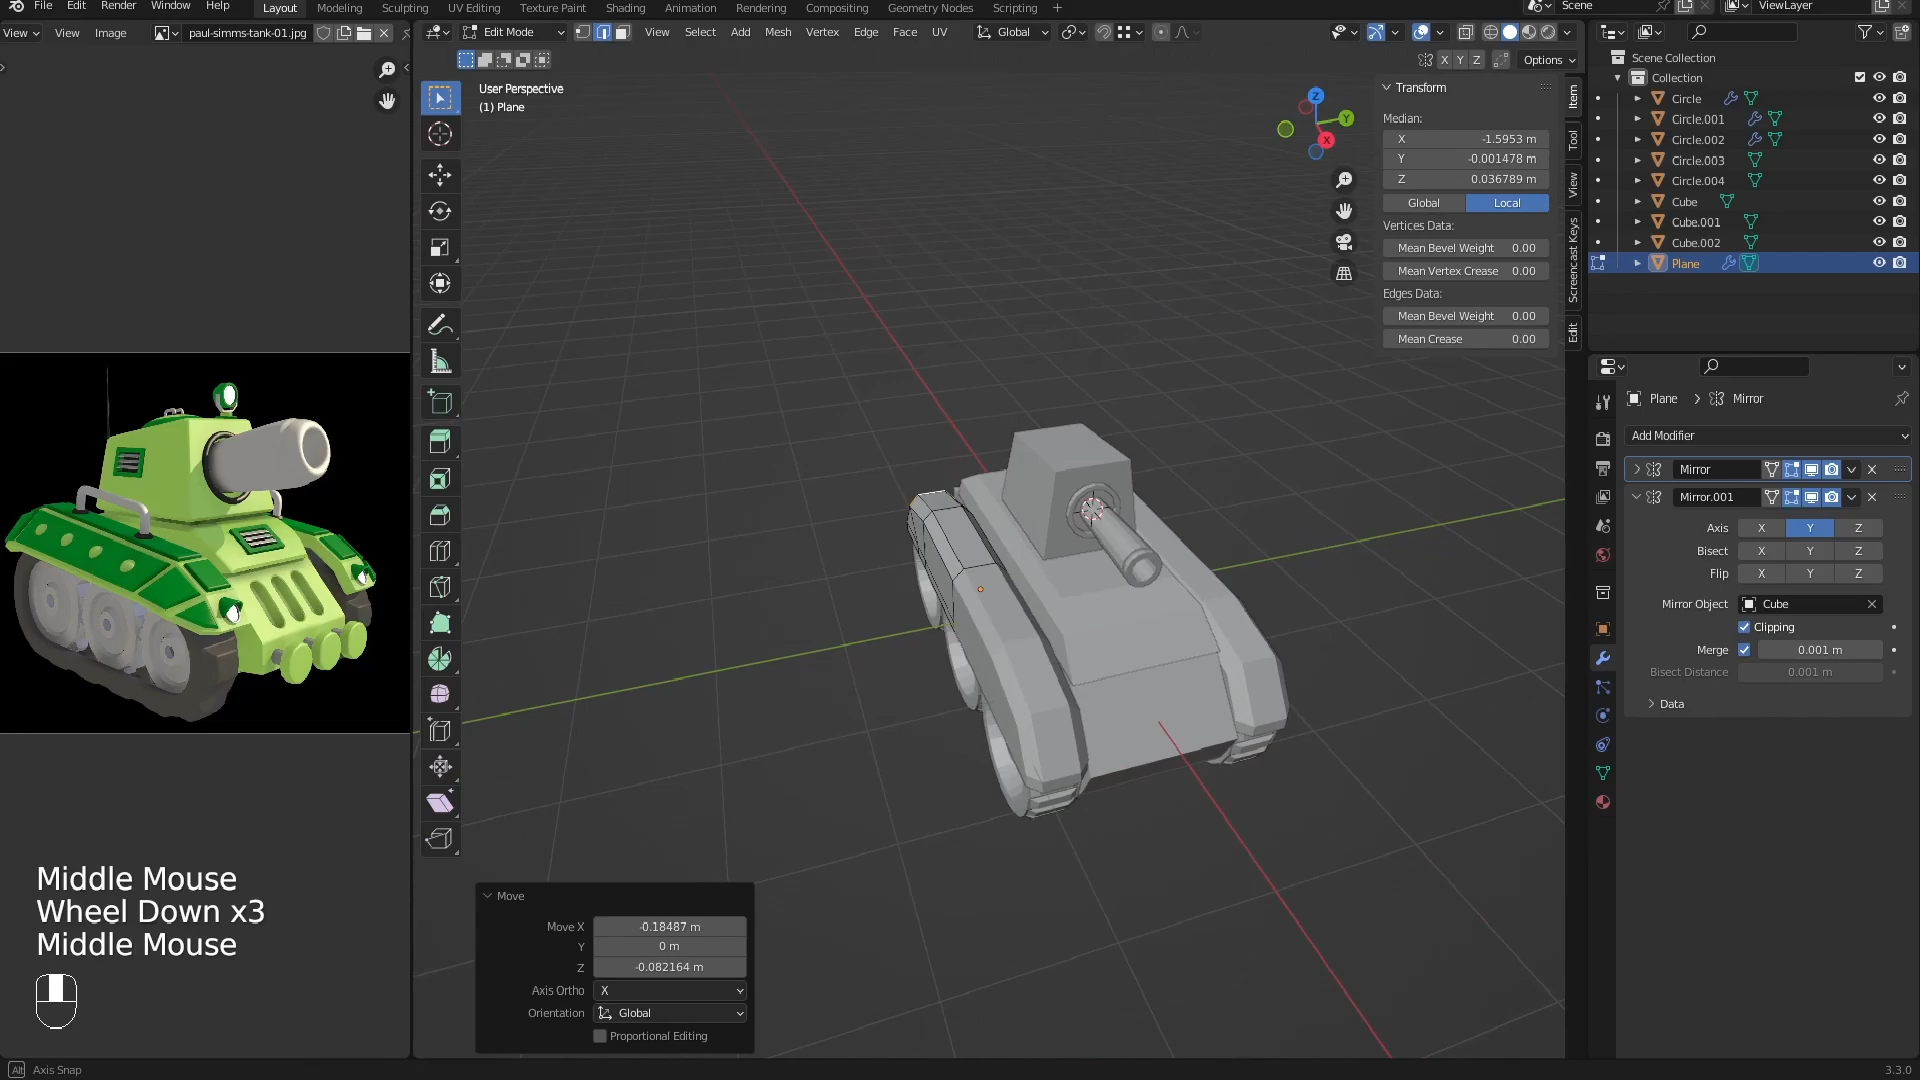 File Edit Render Window Help Layout Modeling Sculpting UV Editing Texture Paint Shading Animation Rendering Compositing Geometry Nodes Scripting + Scene ViewLayer
View View Image paul-simms-tank-01.jpg Edit Mode View Select Add Mesh Vertex Edge Face UV Global
X Y Z Options
User Perspective
(1) Plane
Z
Y
X
Transform
Median:
X -1.5953 m
Y -0.001478 m
Z 0.036789 m
Global Local
Vertices Data:
Mean Bevel Weight 0.00
Mean Vertex Crease 0.00
Edges Data:
Mean Bevel Weight 0.00
Mean Crease 0.00
Item
Tool
View
Screencast Keys
Edit
Scene Collection
Collection
Circle
Circle.001
Circle.002
Circle.003
Circle.004
Cube
Cube.001
Cube.002
Plane
Plane > Mirror
Add Modifier
Mirror
Mirror.001
Axis X Y Z
Bisect X Y Z
Flip X Y Z
Mirror Object Cube
Clipping
Merge 0.001 m
Bisect Distance 0.001 m
Data
Middle Mouse
Wheel Down x3
Middle Mouse
Move
Move X -0.18487 m
Y 0 m
Z -0.082164 m
Axis Ortho X
Orientation Global
Proportional Editing
Alt Axis Snap
3.3.0